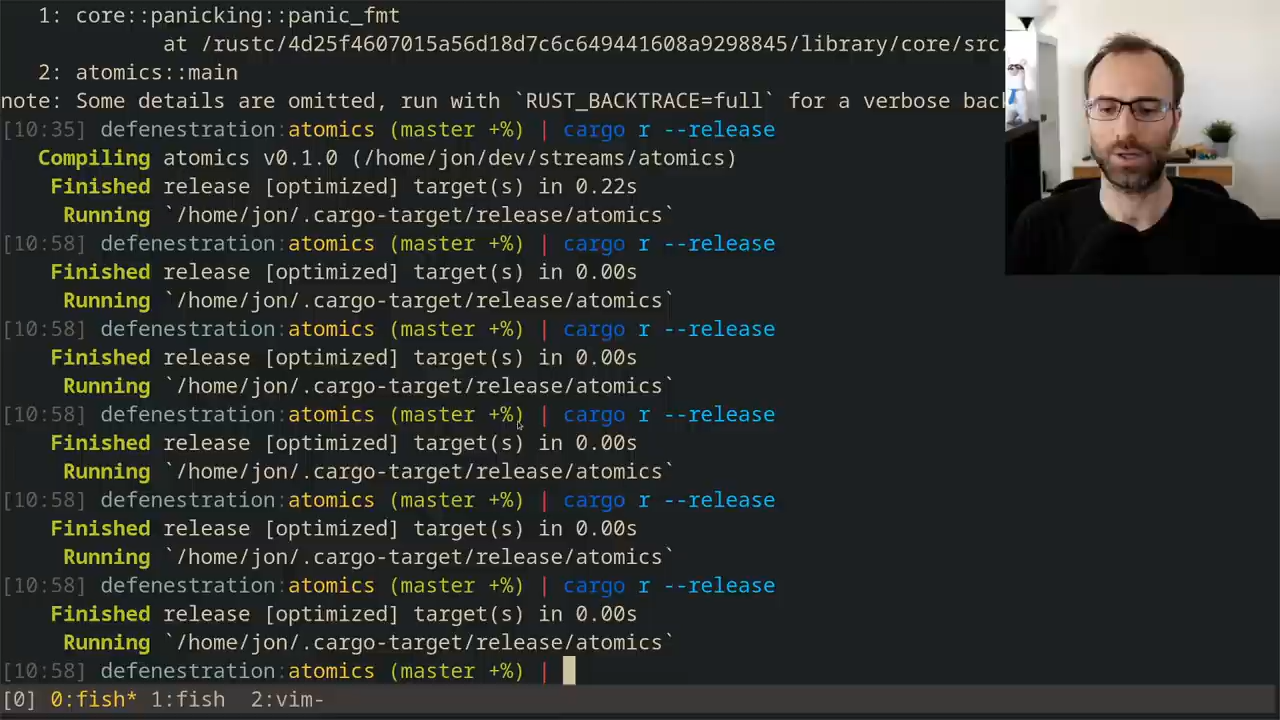 1: core::panicking::panic_fmt
at /rustc/4d25f4607015a56d18d7c6c649441608a9298845/library/core/src/
2: atomics::main
note: Some details are omitted, run with `RUST_BACKTRACE=full` for a verbose bac
[10:35] defenestration:atomics (master +%) | cargo r --release
Compiling atomics v0.1.0 (/home/jon/dev/streams/atomics)
Finished release [optimized] target(s) in 0.22s
Running `/home/jon/.cargo-target/release/atomics`
[10:58] defenestration:atomics (master +%) | cargo r --release
Finished release [optimized] target(s) in 0.00s
Running `/home/jon/.cargo-target/release/atomics`
[10:58] defenestration:atomics (master +%) | cargo r --release
Finished release [optimized] target(s) in 0.00s
Running `/home/jon/.cargo-target/release/atomics`
[10:58] defenestration:atomics (master +%) | cargo r --release
Finished release [optimized] target(s) in 0.00s
Running `/home/jon/.cargo-target/release/atomics`
[10:58] defenestration:atomics (master +%) | cargo r --release
Finished release [optimized] target(s) in 0.00s
Running `/home/jon/.cargo-target/release/atomics`
[10:58] defenestration:atomics (master +%) | cargo r --release
Finished release [optimized] target(s) in 0.00s
Running `/home/jon/.cargo-target/release/atomics`
[10:58] defenestration:atomics (master +%) |
[0] 0:fish* 1:fish 2:vim-